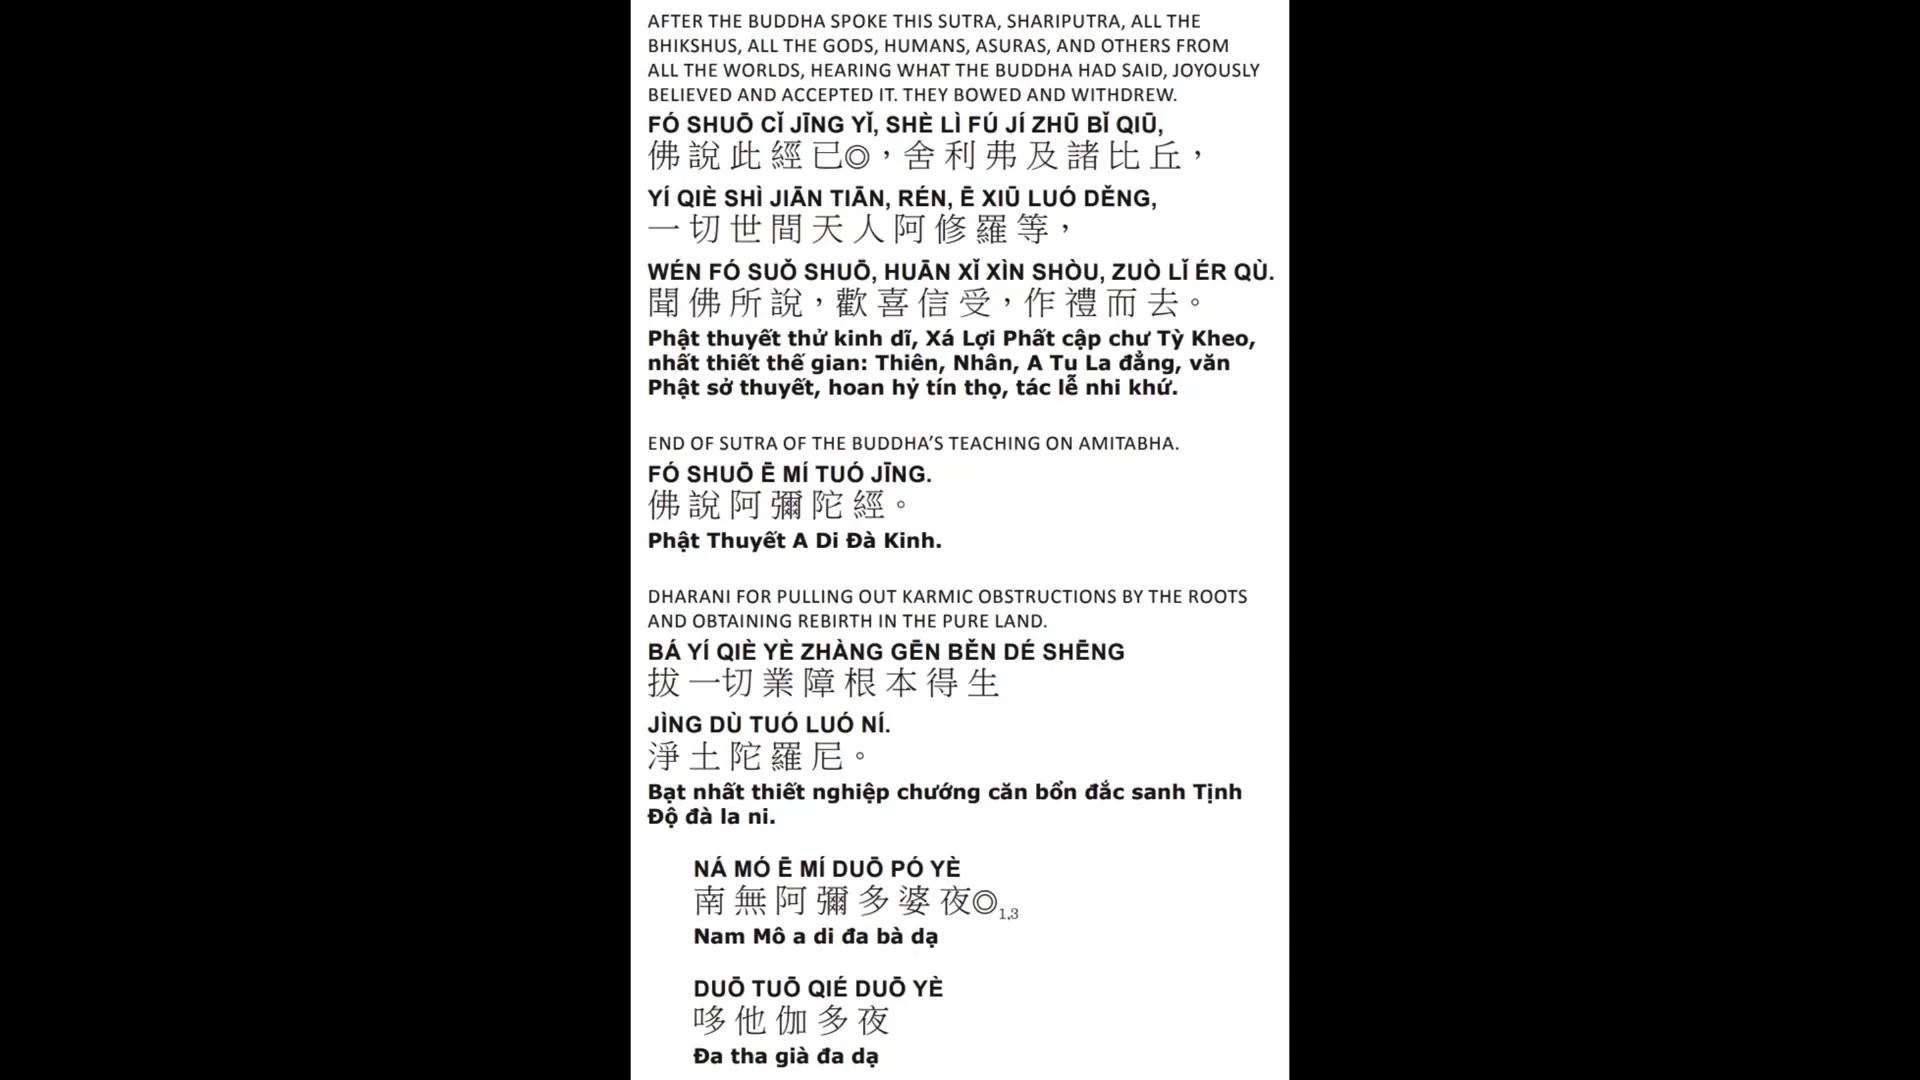 AFTER THE BUDDHA SPOKE THIS SUTRA, SHARIPUTRA, ALL THE
BHIKSHUS, ALL THE GODS, HUMANS, ASURAS, AND OTHERS FROM
ALL THE WORLDS, HEARING WHAT THE BUDDHA HAD SAID, JOYOUSLY
BELIEVED AND ACCEPTED IT. THEY BOWED AND WITHDREW.
FÓ SHUŌ CǏ JĪNG YǏ, SHÈ LÌ FÚ JÍ ZHŪ BǏ QIŪ,
佛說此經已◎，舍利弗及諸比丘，
YÍ QIÈ SHÌ JIĀN TIĀN, RÉN, Ē XIŪ LUÓ DĚNG,
一切世間天人阿修羅等，
WÉN FÓ SUǑ SHUŌ, HUĀN XǏ XÌN SHÒU, ZUÒ LǏ ÉR QÙ.
聞佛所說，歡喜信受，作禮而去。
Phật thuyết thử kinh dĩ, Xá Lợi Phất cập chư Tỳ Kheo,
nhất thiết thế gian: Thiên, Nhân, A Tu La đẳng, văn
Phật sở thuyết, hoan hỷ tín thọ, tác lễ nhi khứ.
END OF SUTRA OF THE BUDDHA’S TEACHING ON AMITABHA.
FÓ SHUŌ Ē MÍ TUÓ JĪNG.
佛說阿彌陀經。
Phật Thuyết A Di Đà Kinh.
DHARANI FOR PULLING OUT KARMIC OBSTRUCTIONS BY THE ROOTS
AND OBTAINING REBIRTH IN THE PURE LAND.
BÁ YÍ QIÈ YÈ ZHÀNG GĒN BĚN DÉ SHĒNG
拔一切業障根本得生
JÌNG DÙ TUÓ LUÓ NÍ.
淨土陀羅尼。
Bạt nhất thiết nghiệp chướng căn bổn đắc sanh Tịnh
Độ đà la ni.
NÁ MÓ Ē MÍ DUŌ PÓ YÈ
南無阿彌多婆夜◎1,3
Nam Mô a di đa bà dạ
DUŌ TUŌ QIÉ DUŌ YÈ
哆他伽多夜
Đa tha già đa dạ